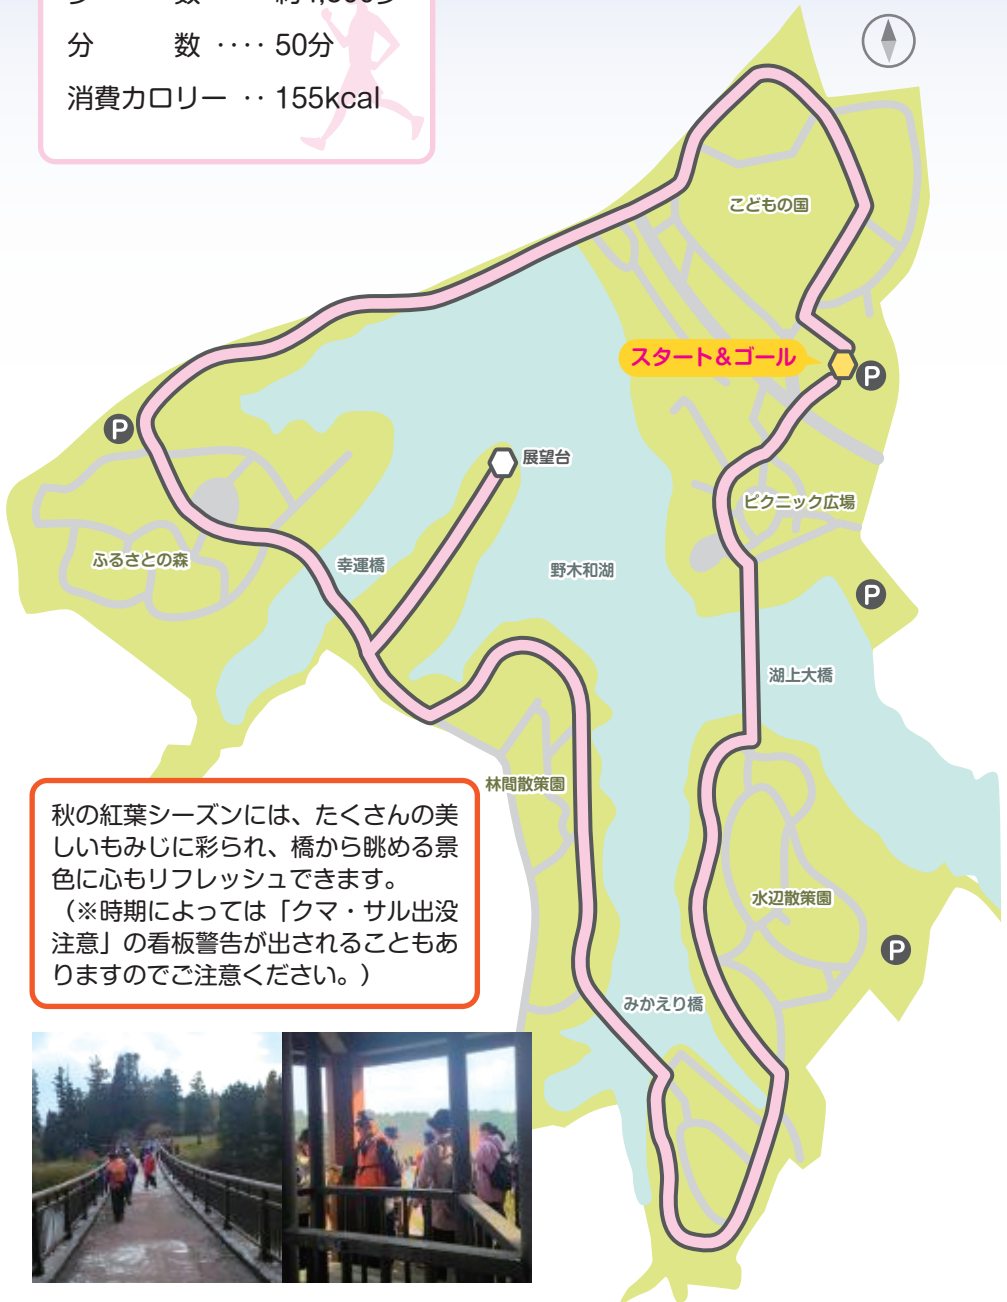 分　　　数 ‥‥ 50分
消費カロリー ‥ 155kcal
こどもの国
スタート&ゴール
P
P
展望台
ピクニック広場
ふるさとの森
幸運橋
野木和湖
P
湖上大橋
林間散策園
秋の紅葉シーズンには、たくさんの美
しいもみじに彩られ、橋から眺める景
色に心もリフレッシュできます。
（※時期によっては「クマ・サル出没
注意」の看板警告が出されることもあ
りますのでご注意ください。）
水辺散策園
P
みかえり橋